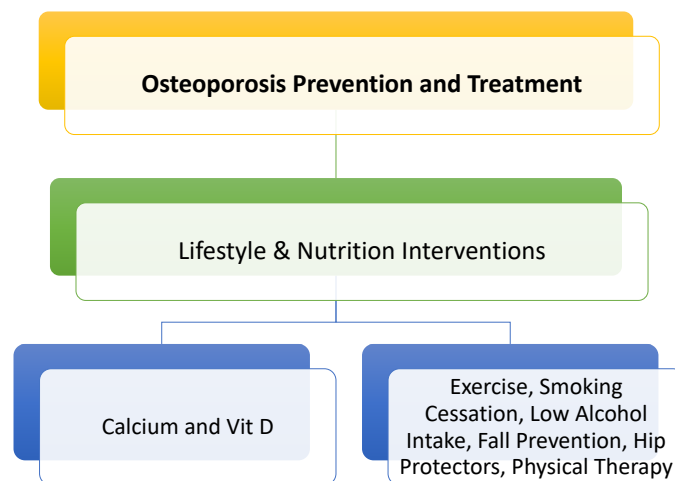 Osteoporosis Prevention and Treatment
Lifestyle & Nutrition Interventions
Calcium and Vit D
Exercise, Smoking
Cessation, Low Alcohol
Intake, Fall Prevention, Hip
Protectors, Physical Therapy